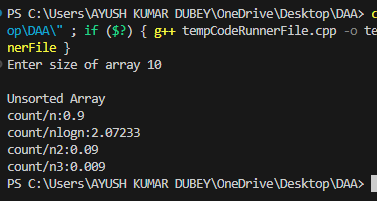 PS C:\Users\AYUSH KUMAR DUBEY\OneDrive\Desktop\DAA> c
op\DAA\" ; if ($?) { g++ tempCodeRunnerFile.cpp -o te
nerFile }
Enter size of array 10

Unsorted Array
count/n:0.9
count/nlogn:2.07233
count/n2:0.09
count/n3:0.009
PS C:\Users\AYUSH KUMAR DUBEY\OneDrive\Desktop\DAA>